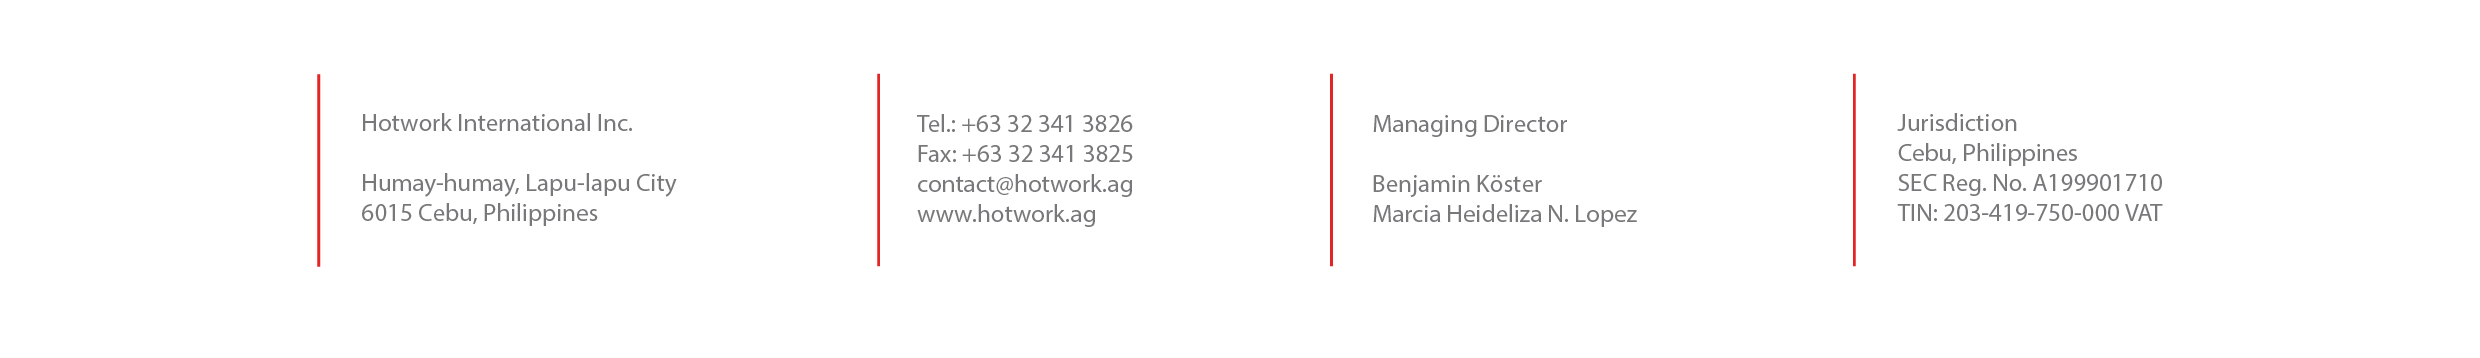 Hotwork International Inc.
Humay-humay, Lapu-lapu City
6015 Cebu, Philippines
Tel.: +63 32 341 3826
Fax: +63 32 341 3825
contact@hotwork.ag
www.hotwork.ag
Managing Director
Benjamin Köster
Marcia Heideliza N. Lopez
Jurisdiction
Cebu, Philippines
SEC Reg. No. A199901710
TIN: 203-419-750-000 VAT